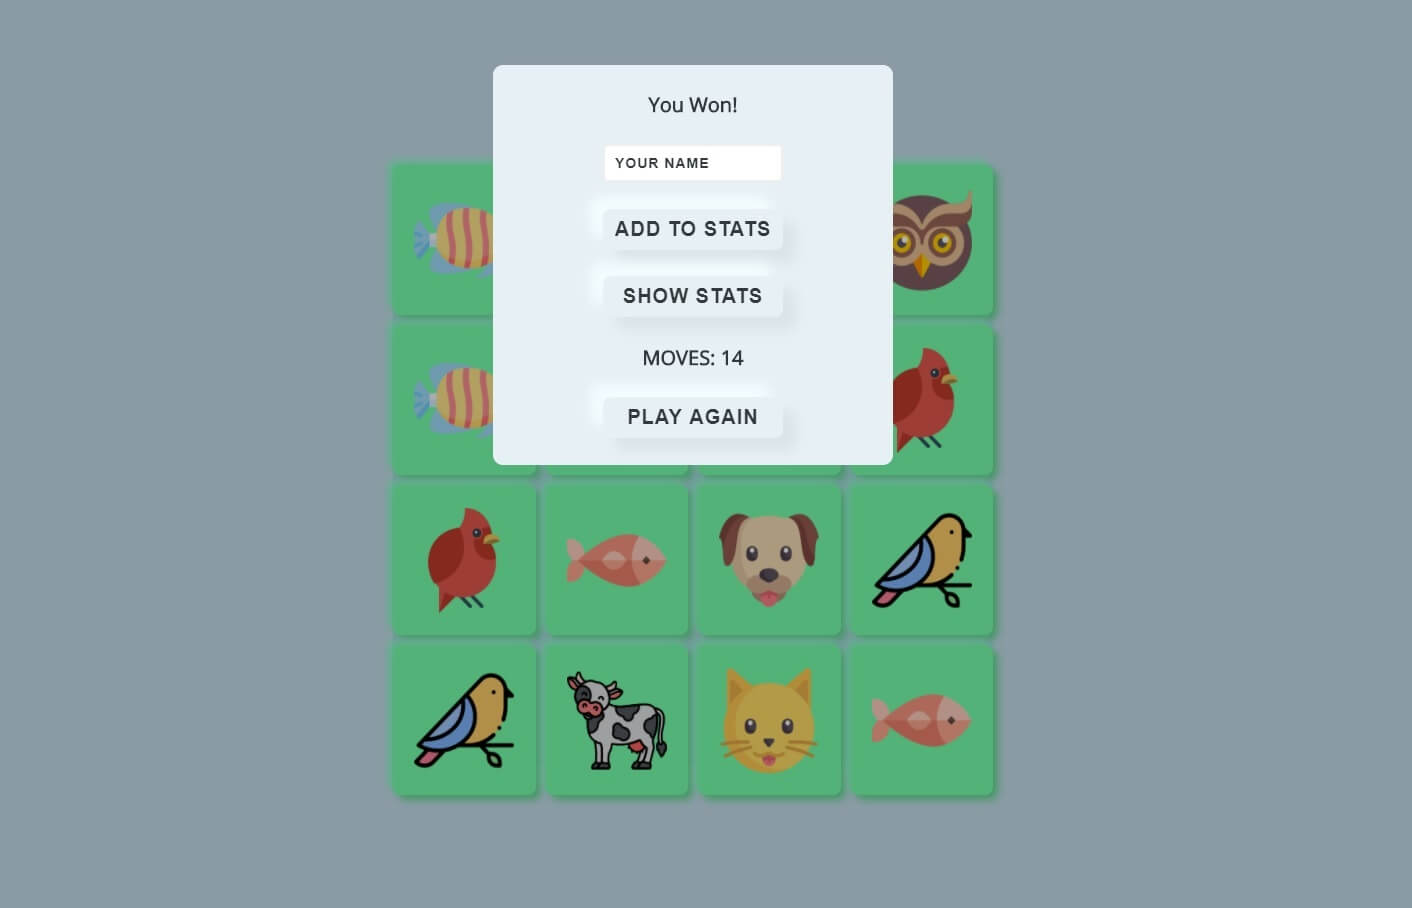 You Won!
YOUR NAME
ADD TO STATS
SHOW STATS
MOVES: 14
PLAY AGAIN